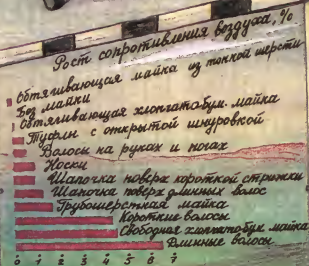 Рост сопротивления воздуха, %
Обтягивающая майка из тонкой шерсти
Без майки
Обтягивающая хлопчатобум. майка
Туфли с открытой шнуровкой
Волосы на руках и ногах
Носки
Шапочка поверх короткой стрижки
Шапочка поверх длинных волос
Грубошерстная майка
Короткие волосы
Свободная хлопчатобум. майка
Длинные волосы
0 1 2 3 4 5 6 7